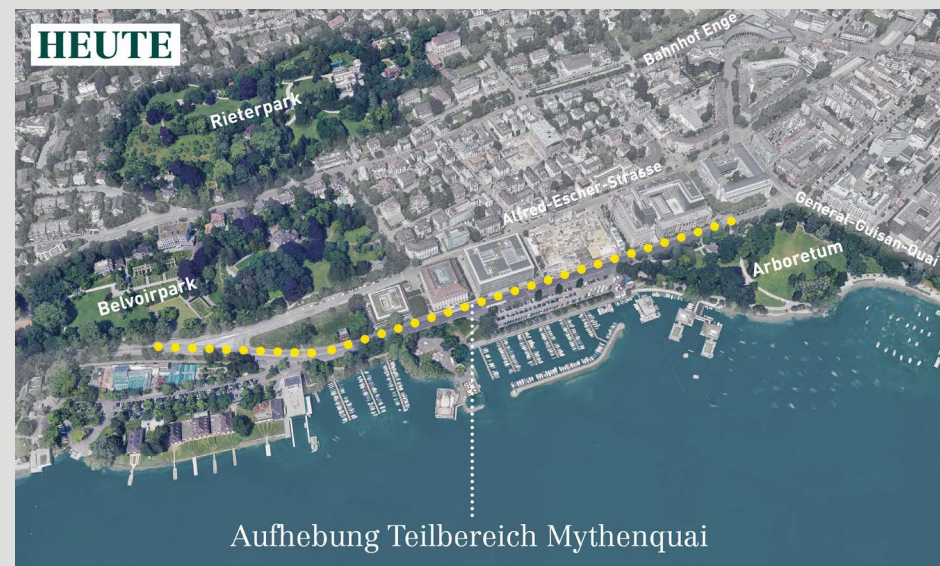 HEUTE
Bahnhof Enge
Rieterpark
Alfred-Escher-Strasse
General-Guisan-Quai
Arboretum
Belvoirpark
Aufhebung Teilbereich Mythenquai